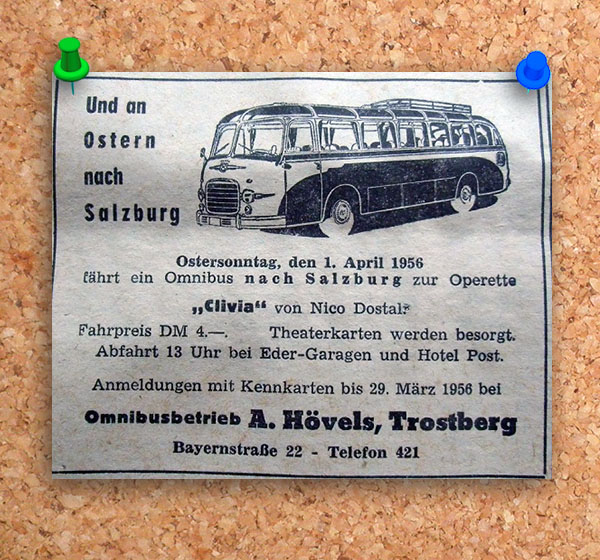 Und an
Ostern
nach
Salzburg
Ostersonntag, den 1. April 1956
fährt ein Omnibus nach Salzburg zur Operette
„Clivia“ von Nico Dostal.
Fahrpreis DM 4.—. Theaterkarten werden besorgt.
Abfahrt 13 Uhr bei Eder-Garagen und Hotel Post.
Anmeldungen mit Kennkarten bis 29. März 1956 bei
Omnibusbetrieb A. Hövels, Trostberg
Bayernstraße 22 - Telefon 421